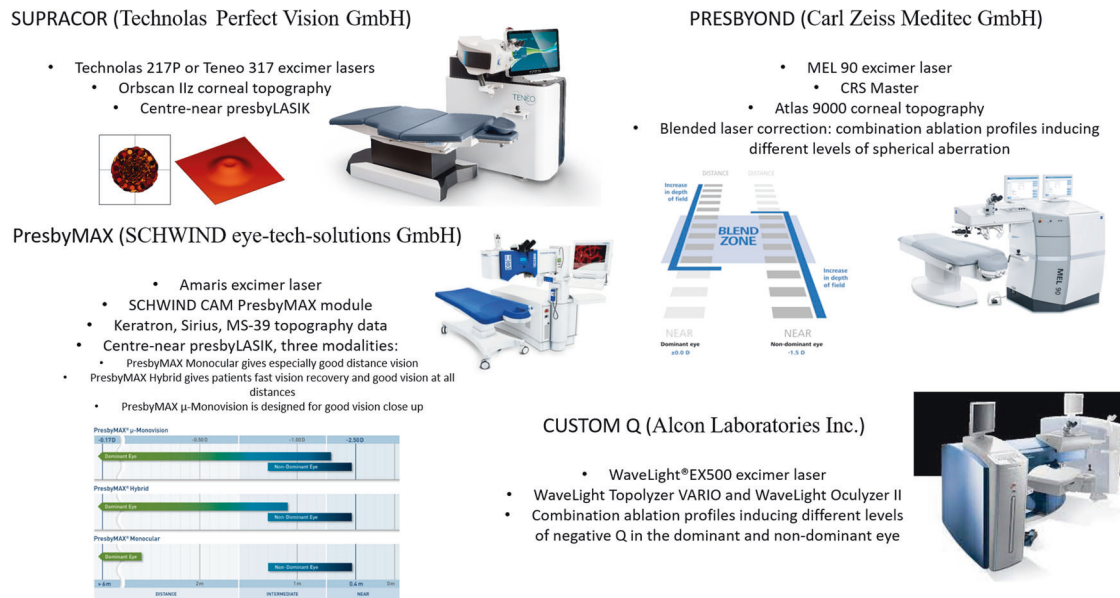 SUPRACOR (Technolas Perfect Vision GmbH)
• Technolas 217P or Teneo 317 excimer lasers
• Orbscan IIz corneal topography
• Centre-near presbyLASIK
TENEO
PRESBYOND (Carl Zeiss Meditec GmbH)
• MEL 90 excimer laser
• CRS Master
• Atlas 9000 corneal topography
• Blended laser correction: combination ablation profiles inducing
different levels of spherical aberration
DISTANCE
DISTANCE
Increase
in depth
of field
BLEND
ZONE
Increase
in depth
of field
NEAR
NEAR
Dominant eye
Non-dominant eye
±0.0 D
-1.5 D
MEL 90
PresbyMAX (SCHWIND eye-tech-solutions GmbH)
• Amaris excimer laser
• SCHWIND CAM PresbyMAX module
• Keratron, Sirius, MS-39 topography data
• Centre-near presbyLASIK, three modalities:
• PresbyMAX Monocular gives especially good distance vision
• PresbyMAX Hybrid gives patients fast vision recovery and good vision at all
distances
• PresbyMAX μ-Monovision is designed for good vision close up
PresbyMAX® μ-Monovision
-0.17 D
-0.50 D
-1.00 D
-2.50 D
Dominant Eye
Non-Dominant Eye
PresbyMAX® Hybrid
Dominant Eye
Non Dominant Eye
PresbyMAX® Monocular
Dominant Eye
Non-Dominant Eye
> 6m
2m
1m
0.4 m
0m
DISTANCE
INTERMEDIATE
NEAR
CUSTOM Q (Alcon Laboratories Inc.)
• WaveLight®EX500 excimer laser
• WaveLight Topolyzer VARIO and WaveLight Oculyzer II
• Combination ablation profiles inducing different levels
of negative Q in the dominant and non-dominant eye